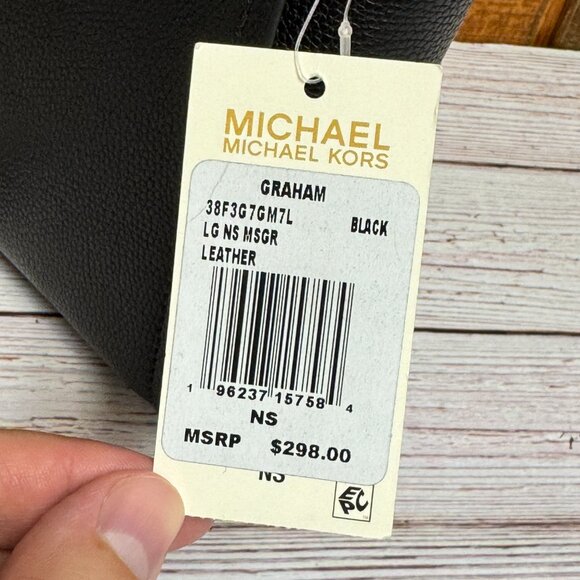 MICHAEL
MICHAEL KORS
GRAHAM
38F3G7GM7L BLACK
LG NS MSGR
LEATHER
1 96237 15758 4
NS
MSRP $298.00
NS
EPC